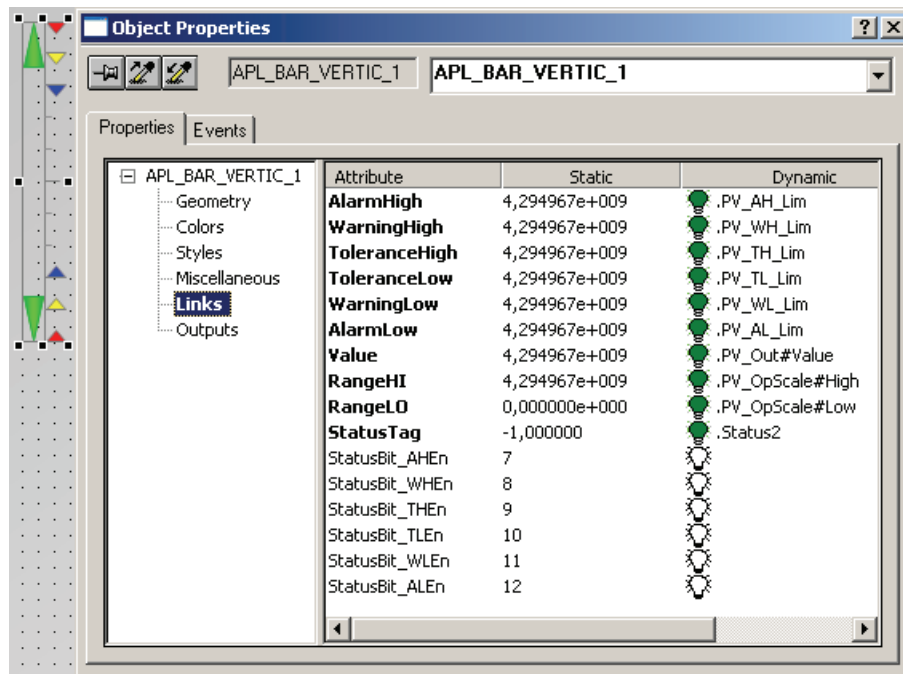 Object Properties
APL_BAR_VERTIC_1 APL_BAR_VERTIC_1
Properties Events
APL_BAR_VERTIC_1
Geometry
Colors
Styles
Miscellaneous
Links
Outputs
Attribute Static Dynamic
AlarmHigh 4,294967e+009 .PV_AH_Lim
WarningHigh 4,294967e+009 .PV_WH_Lim
ToleranceHigh 4,294967e+009 .PV_TH_Lim
ToleranceLow 4,294967e+009 .PV_TL_Lim
WarningLow 4,294967e+009 .PV_WL_Lim
AlarmLow 4,294967e+009 .PV_AL_Lim
Value 4,294967e+009 .PV_Out#Value
RangeHI 4,294967e+009 .PV_OpScale#High
RangeLO 0,000000e+000 .PV_OpScale#Low
StatusTag -1,000000 .Status2
StatusBit_AHEn 7
StatusBit_WHEn 8
StatusBit_THEn 9
StatusBit_TLEn 10
StatusBit_WLEn 11
StatusBit_ALEn 12